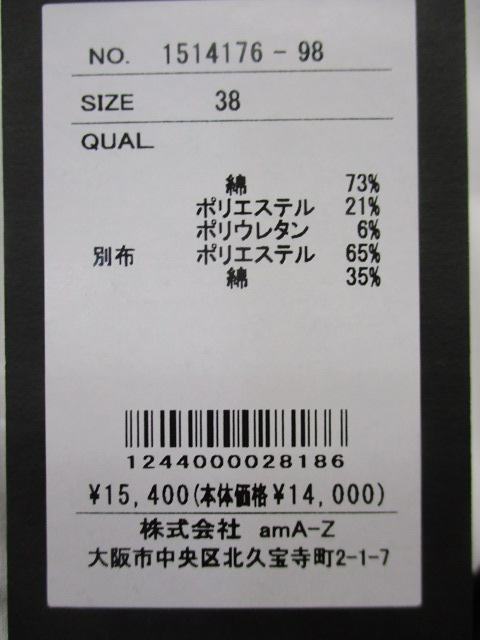 NO. 1514176-98
SIZE 38
QUAL
綿 73%
ポリエステル 21%
ポリウレタン 6%
別布 ポリエステル 65%
綿 35%
1244000028186
¥15,400(本体価格¥14,000)
株式会社 amA-Z
大阪市中央区北久宝寺町2-1-7